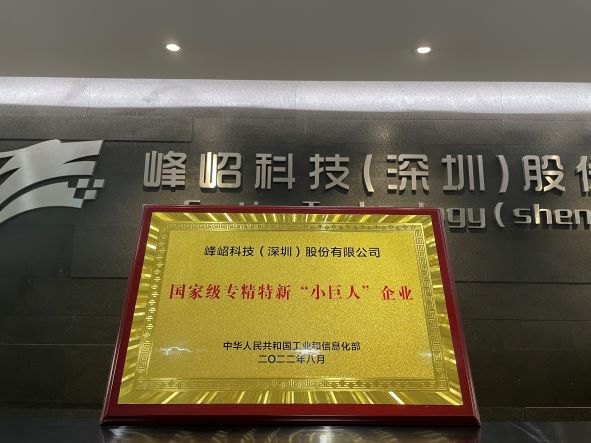 峰岹科技(深圳)股份
Technology(shen
峰岹科技（深圳）股份有限公司
国家级专精特新“小巨人”企业
中华人民共和国工业和信息化部
二〇二二年八月